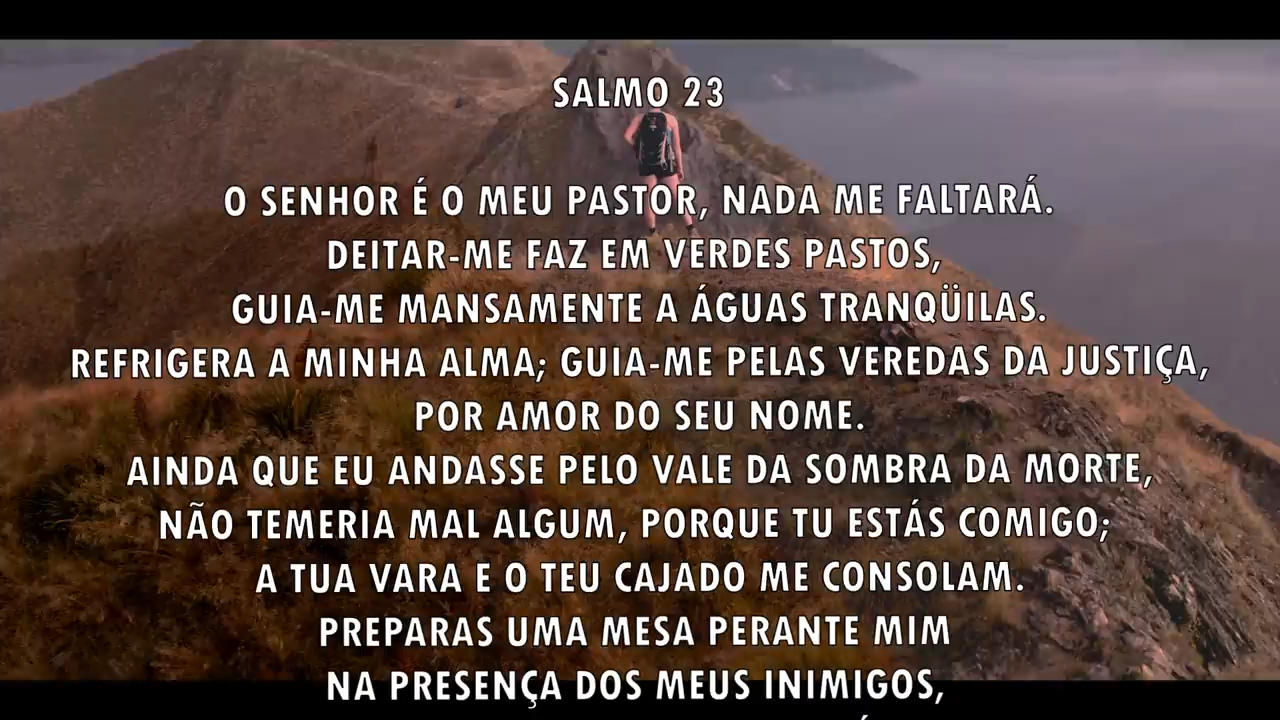 SALMO 23
O SENHOR É O MEU PASTOR, NADA ME FALTARÁ.
DEITAR-ME FAZ EM VERDES PASTOS,
GUIA-ME MANSAMENTE A ÁGUAS TRANQÜILAS.
REFRIGERA A MINHA ALMA; GUIA-ME PELAS VEREDAS DA JUSTIÇA,
POR AMOR DO SEU NOME.
AINDA QUE EU ANDASSE PELO VALE DA SOMBRA DA MORTE,
NÃO TEMERIA MAL ALGUM, PORQUE TU ESTÁS COMIGO;
A TUA VARA E O TEU CAJADO ME CONSOLAM.
PREPARAS UMA MESA PERANTE MIM
NA PRESENÇA DOS MEUS INIMIGOS,